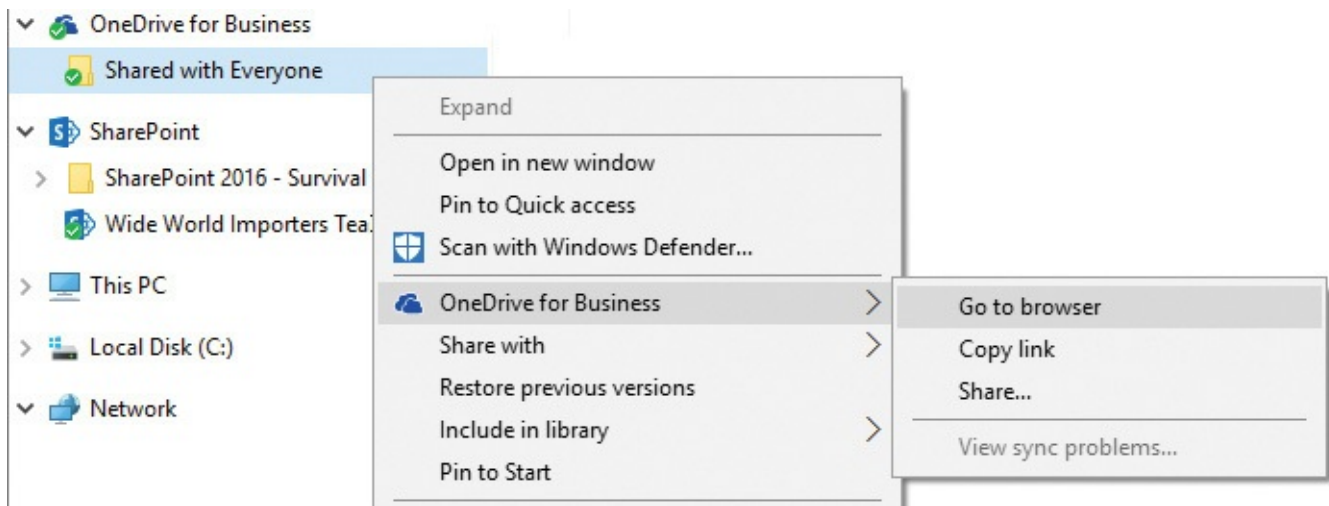 OneDrive for Business
Shared with Everyone
SharePoint
SharePoint 2016 - Survival
Wide World Importers Tea
This PC
Local Disk (C:)
Network
Expand
Open in new window
Pin to Quick access
Scan with Windows Defender...
OneDrive for Business
Share with
Restore previous versions
Include in library
Pin to Start
Go to browser
Copy link
Share...
View sync problems...